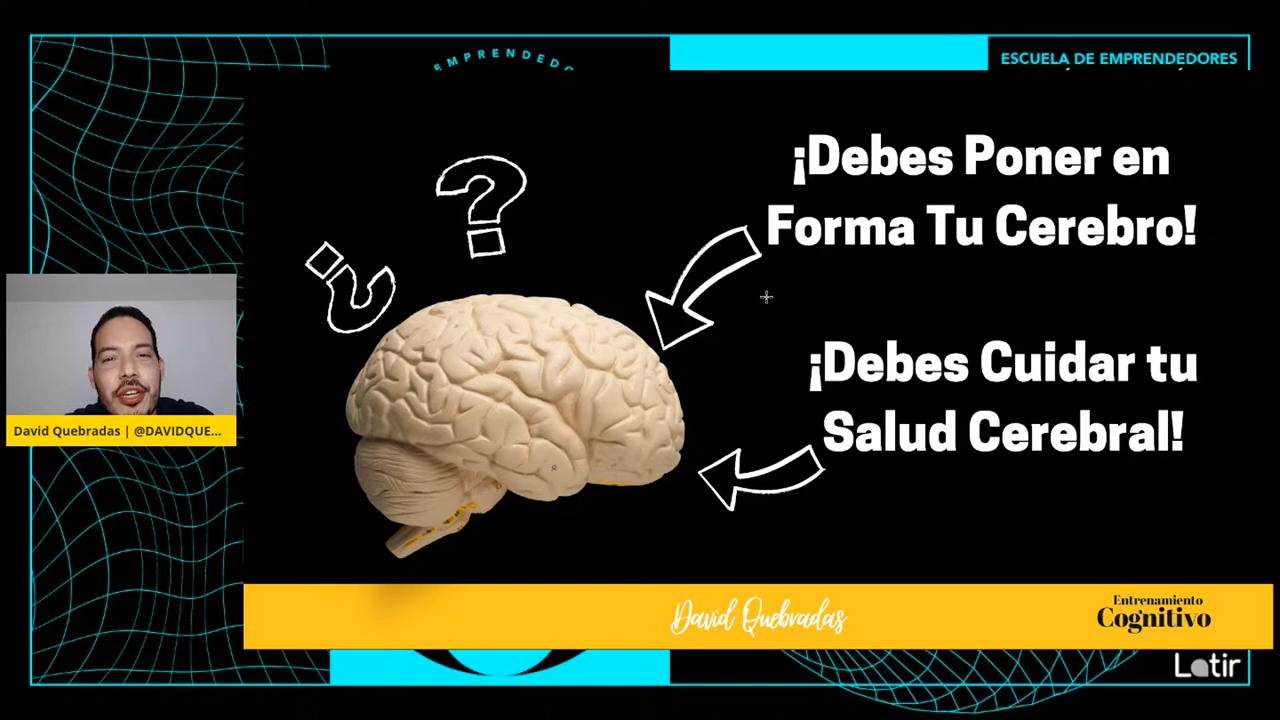 EMPRENDEDO
ESCUELA DE EMPRENDEDORES
¿
?
¡Debes Poner en
Forma Tu Cerebro!
¡Debes Cuidar tu
Salud Cerebral!
David Quebradas | @DAVIDQUE...
David Quebradas
Entrenamiento
Cognitivo
Latir